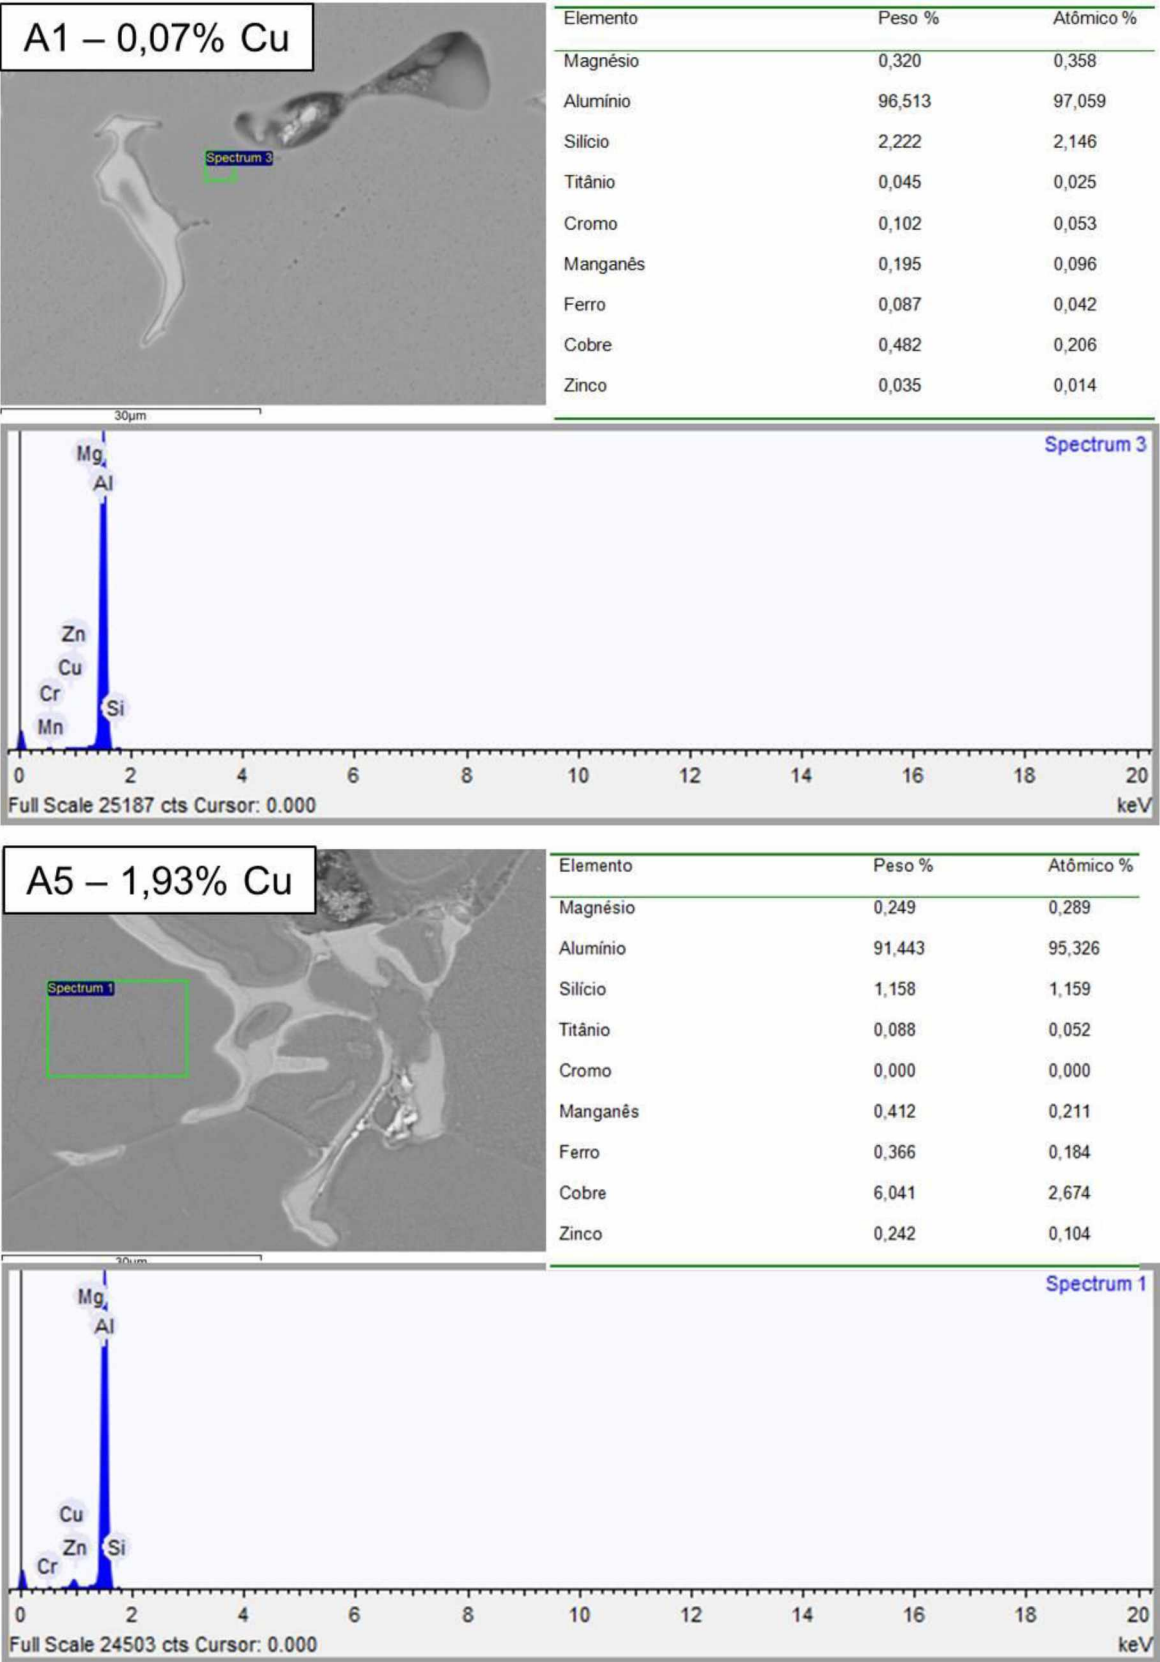 A1 – 0,07% Cu
Spectrum 3
30µm
Elemento Peso % Atômico %
Magnésio 0,320 0,358
Alumínio 96,513 97,059
Silício 2,222 2,146
Titânio 0,045 0,025
Cromo 0,102 0,053
Manganês 0,195 0,096
Ferro 0,087 0,042
Cobre 0,482 0,206
Zinco 0,035 0,014
Spectrum 3
Mg
Al
Zn
Cu
Cr
Si
Mn
0 2 4 6 8 10 12 14 16 18 20
Full Scale 25187 cts Cursor: 0.000 keV
A5 – 1,93% Cu
Spectrum 1
30µm
Elemento Peso % Atômico %
Magnésio 0,249 0,289
Alumínio 91,443 95,326
Silício 1,158 1,159
Titânio 0,088 0,052
Cromo 0,000 0,000
Manganês 0,412 0,211
Ferro 0,366 0,184
Cobre 6,041 2,674
Zinco 0,242 0,104
Spectrum 1
Mg
Al
Cu
Zn Si
Cr
0 2 4 6 8 10 12 14 16 18 20
Full Scale 24503 cts Cursor: 0.000 keV